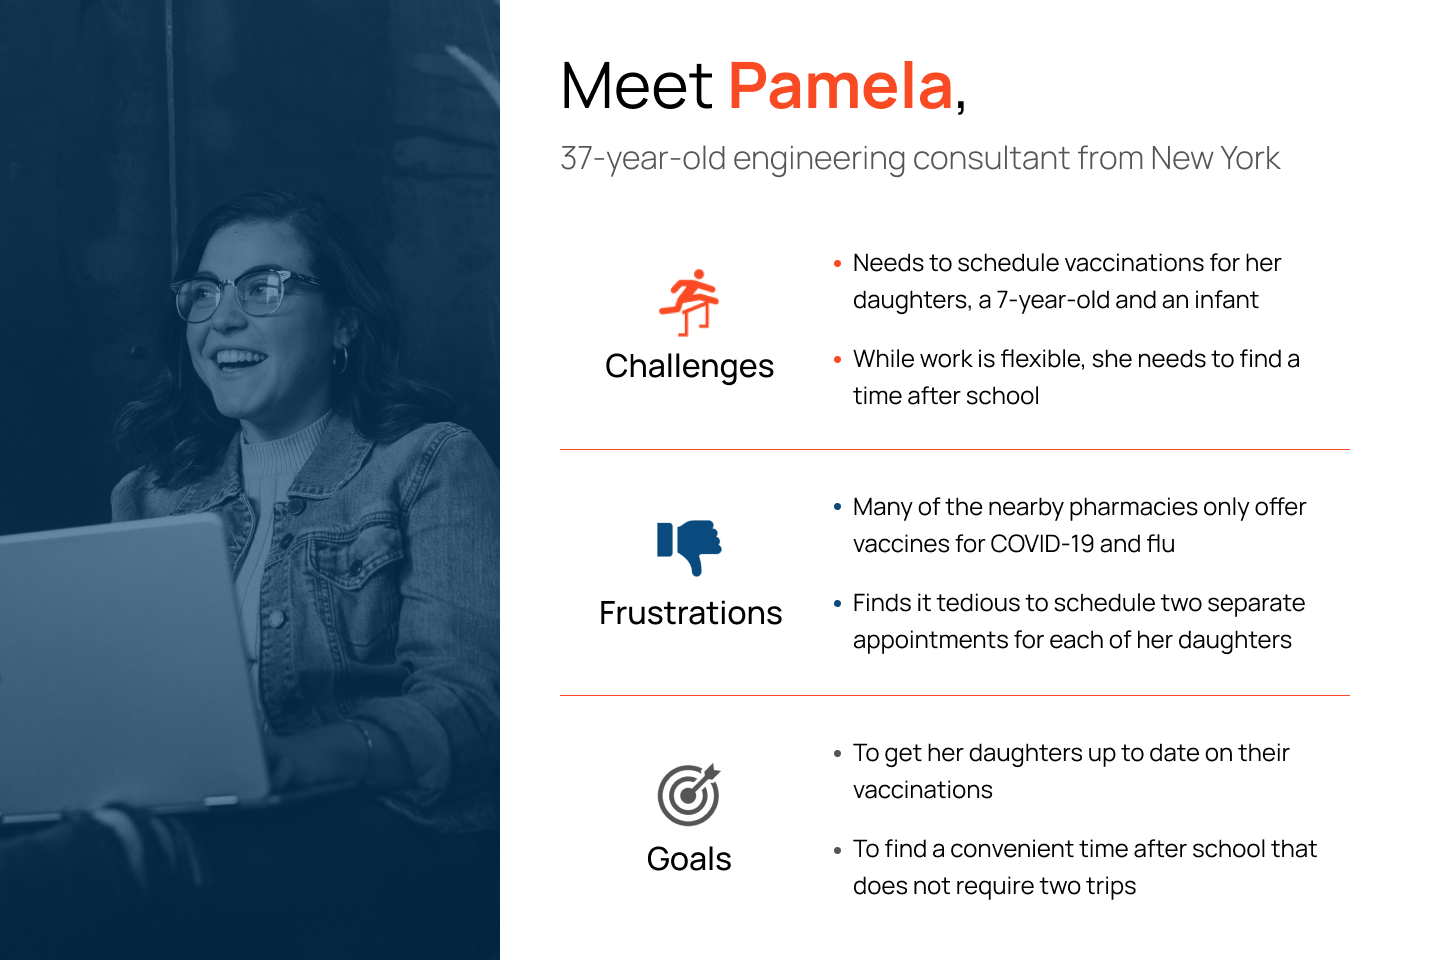 Meet Pamela,
37-year-old engineering consultant from New York
Challenges
• Needs to schedule vaccinations for her
daughters, a 7-year-old and an infant
• While work is flexible, she needs to find a
time after school
Frustrations
• Many of the nearby pharmacies only offer
vaccines for COVID-19 and flu
• Finds it tedious to schedule two separate
appointments for each of her daughters
Goals
• To get her daughters up to date on their
vaccinations
• To find a convenient time after school that
does not require two trips